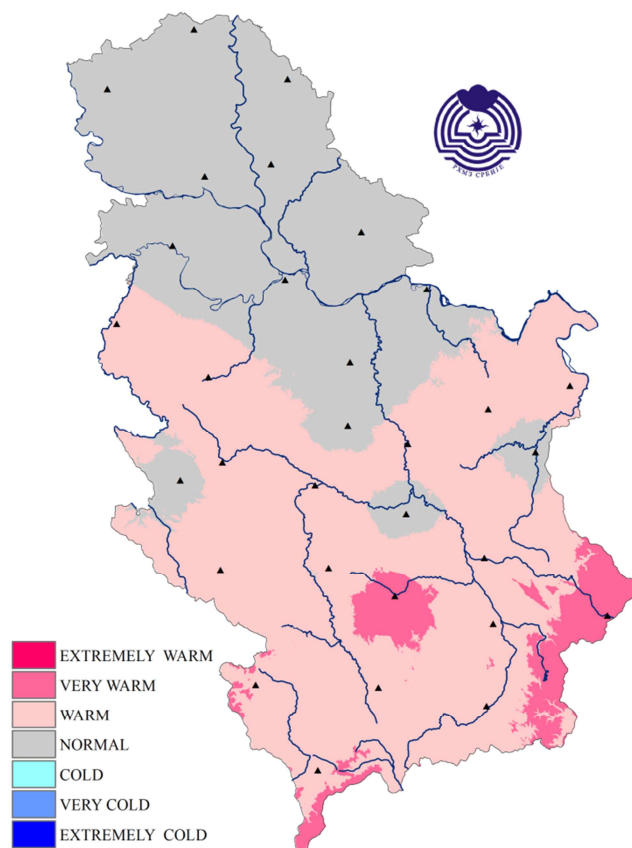 РХМЗ СРБИЈЕ
EXTREMELY WARM
VERY WARM
WARM
NORMAL
COLD
VERY COLD
EXTREMELY COLD